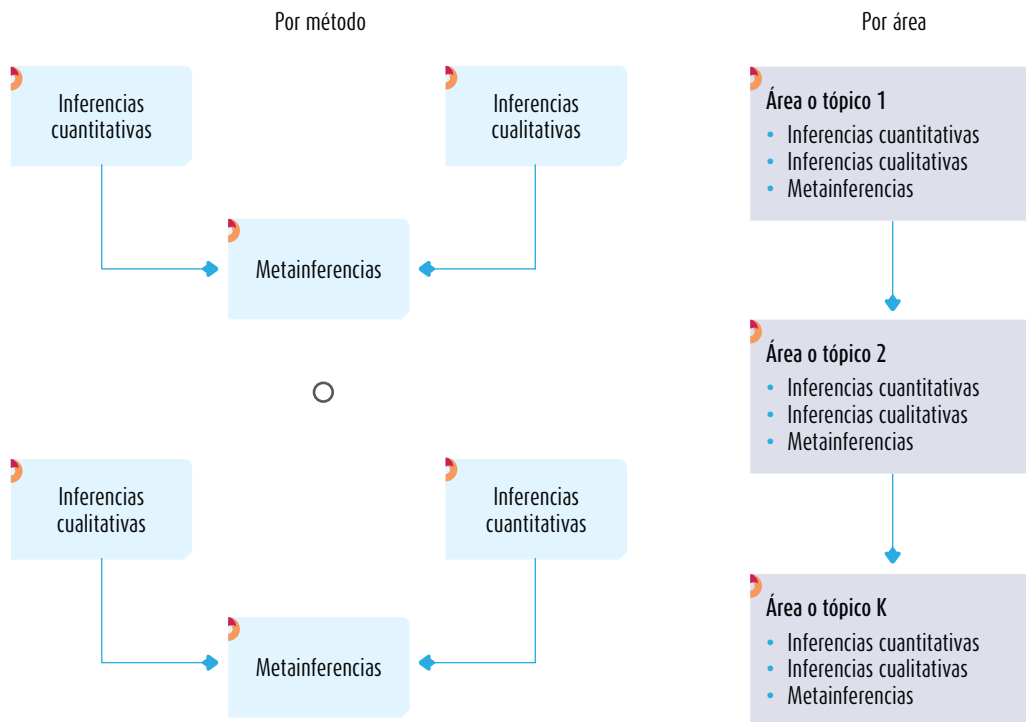 Por método
Inferencias
cuantitativas
Inferencias
cualitativas
Metainferencias
O
Inferencias
cualitativas
Inferencias
cuantitativas
Metainferencias
Por área
Área o tópico 1
• Inferencias cuantitativas
• Inferencias cualitativas
• Metainferencias
Área o tópico 2
• Inferencias cuantitativas
• Inferencias cualitativas
• Metainferencias
Área o tópico K
• Inferencias cuantitativas
• Inferencias cualitativas
• Metainferencias